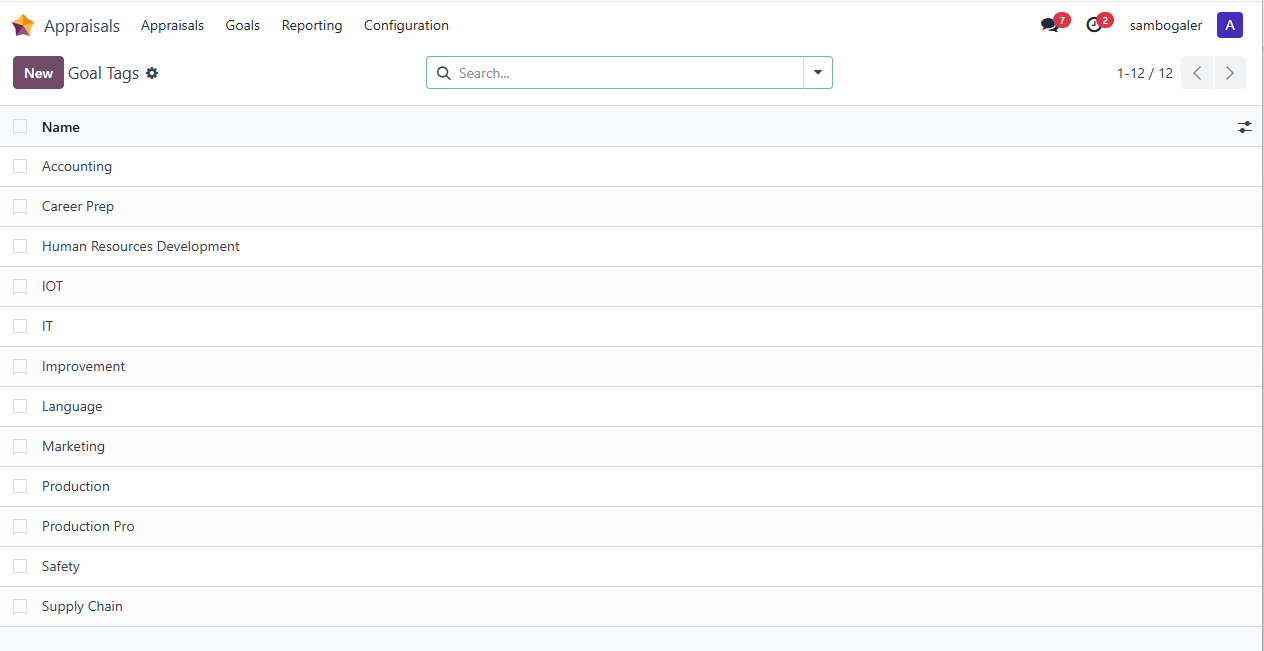 Appraisals Appraisals Goals Reporting Configuration 7 2 sambogaler A
New Goal Tags Search... 1-12 / 12
Name
Accounting
Career Prep
Human Resources Development
IOT
IT
Improvement
Language
Marketing
Production
Production Pro
Safety
Supply Chain